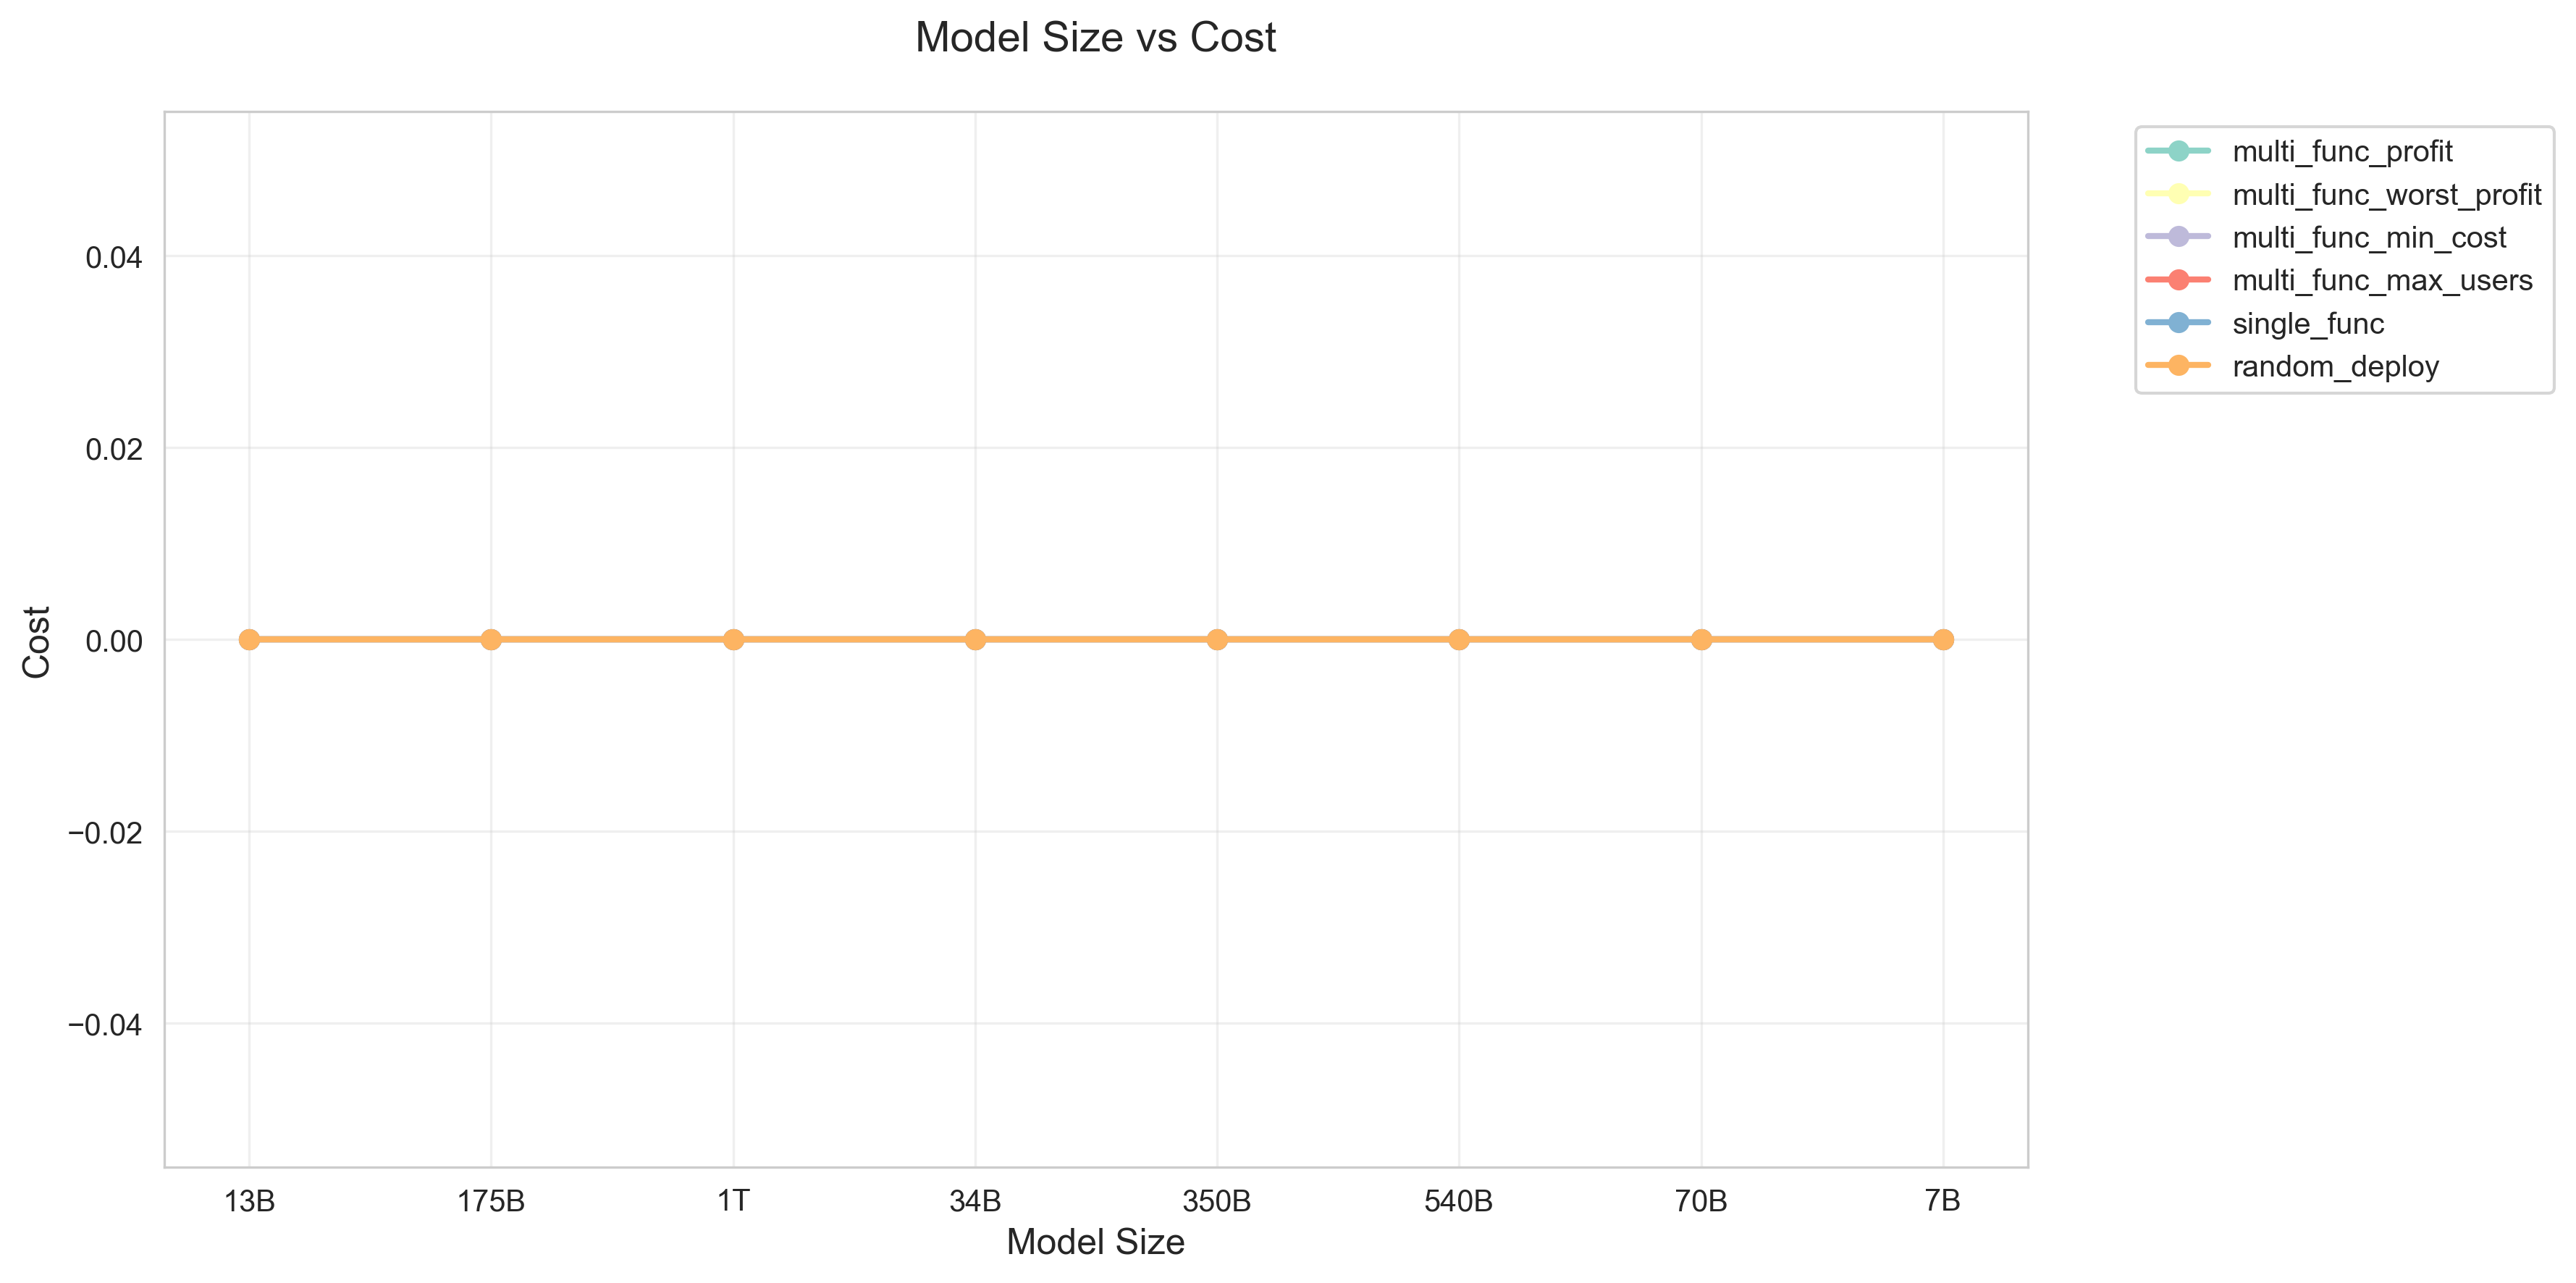 Model Size vs Cost
multi_func_profit
multi_func_worst_profit
multi_func_min_cost
multi_func_max_users
single_func
random_deploy
Cost
0.04
0.02
0.00
−0.02
−0.04
13B 175B 1T 34B 350B 540B 70B 7B
Model Size